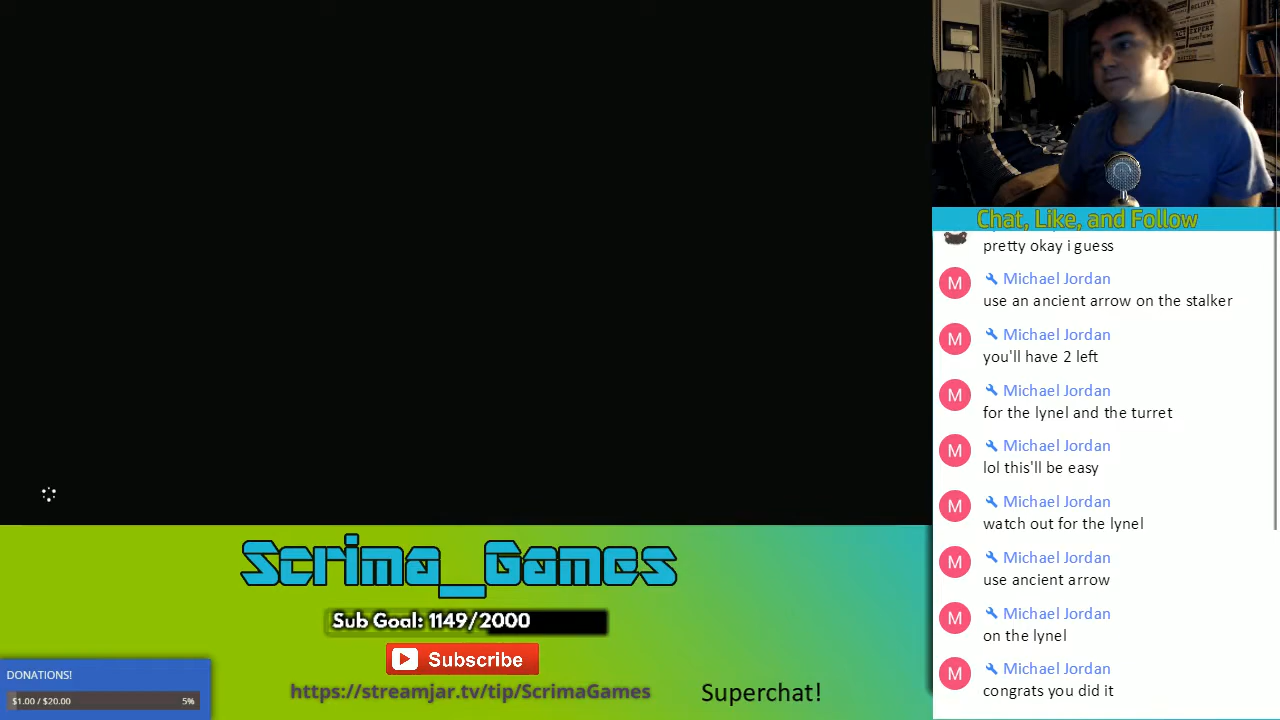 BELIEVE
EXPERT
Chat, Like, and Follow
pretty okay i guess
M
Michael Jordan
use an ancient arrow on the stalker
M
Michael Jordan
you'll have 2 left
M
Michael Jordan
for the lynel and the turret
M
Michael Jordan
lol this'll be easy
M
Michael Jordan
watch out for the lynel
M
Michael Jordan
use ancient arrow
M
Michael Jordan
on the lynel
M
Michael Jordan
congrats you did it
Scrima_Games
Sub Goal: 1149/2000
Subscribe
https://streamjar.tv/tip/ScrimaGames
Superchat!
DONATIONS!
$1.00 / $20.00
5%